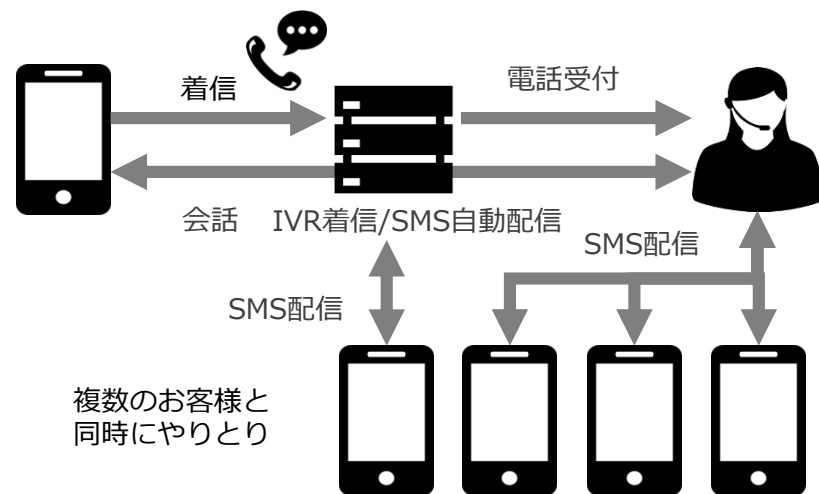 着信
電話受付
会話
IVR着信/SMS自動配信
SMS配信
SMS配信
複数のお客様と
同時にやりとり